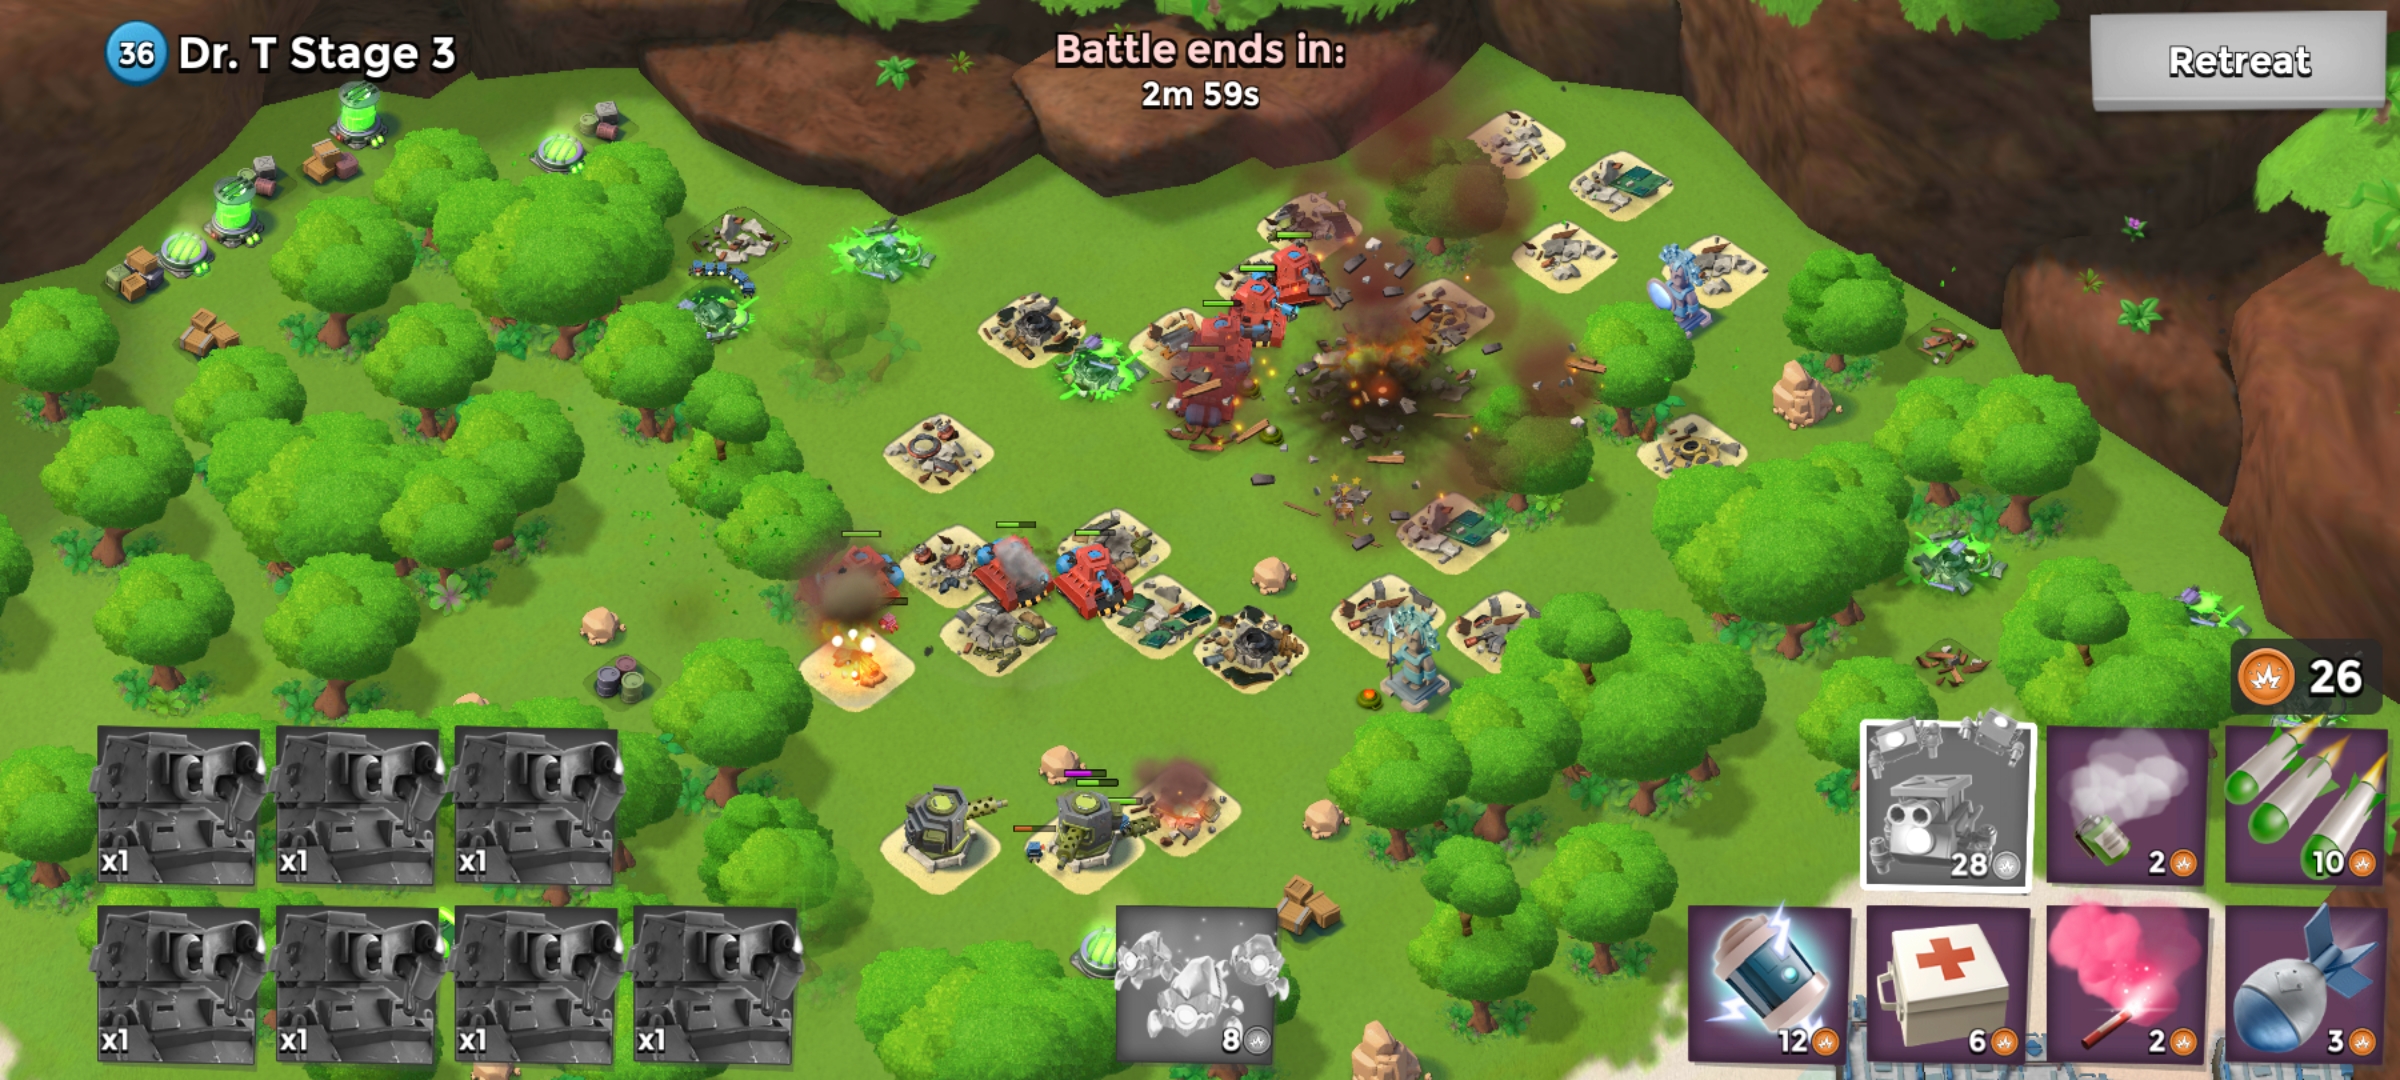 36 Dr. T Stage 3
Battle ends in:
2m 59s
Retreat
26
x1 x1 x1
28 2 10
x1 x1 x1 x1
8 12 6 2 3